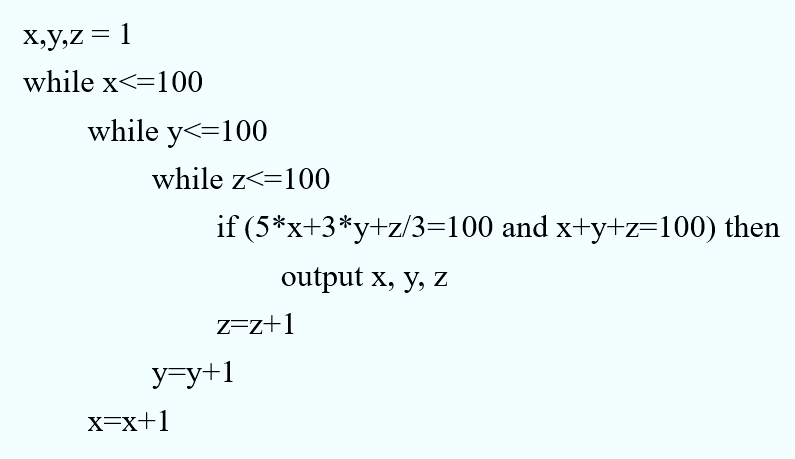 x,y,z = 1
while x<=100
while y<=100
while z<=100
if (5*x+3*y+z/3=100 and x+y+z=100) then
output x, y, z
z=z+1
y=y+1
x=x+1